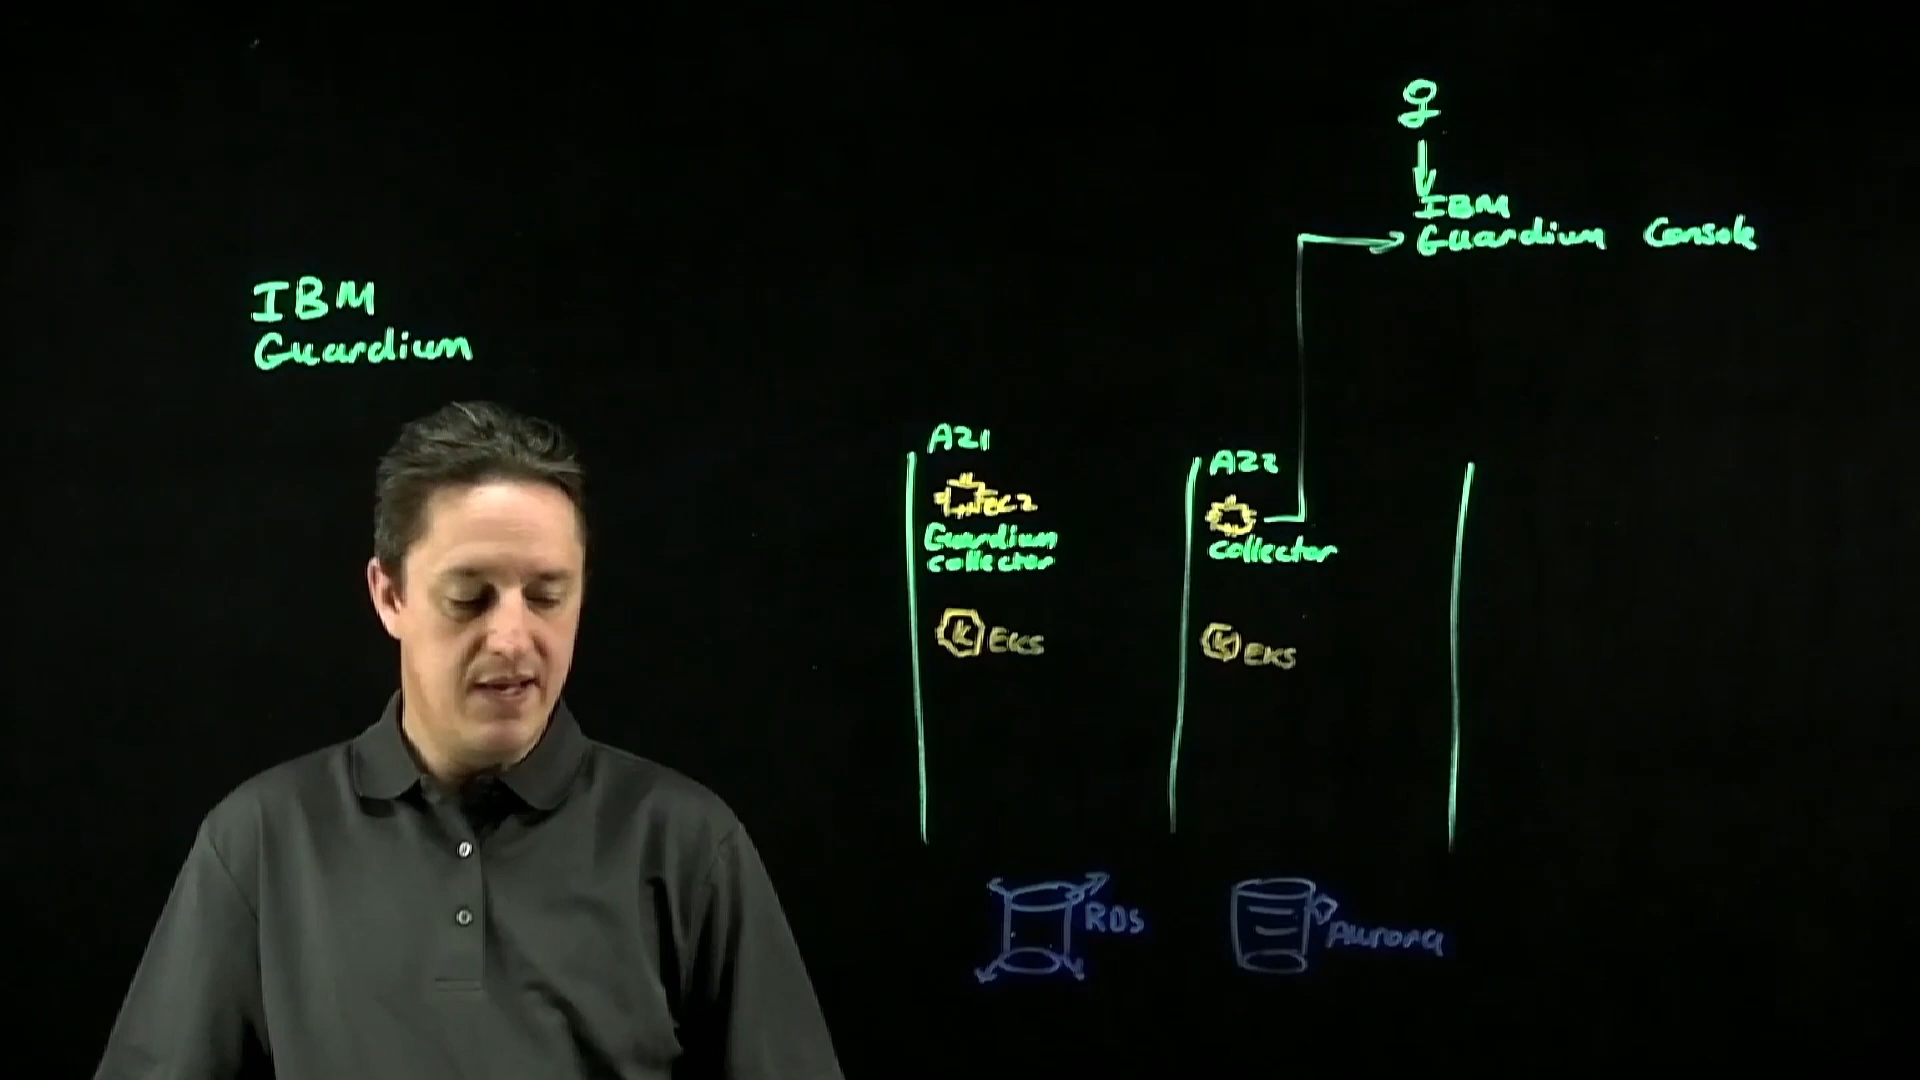 IBM
Guardium
IBM
Guardium Console
AZ1
EC2
Guardium
collector
K EKS
AZ2
collector
K EKS
RDS
Aurora